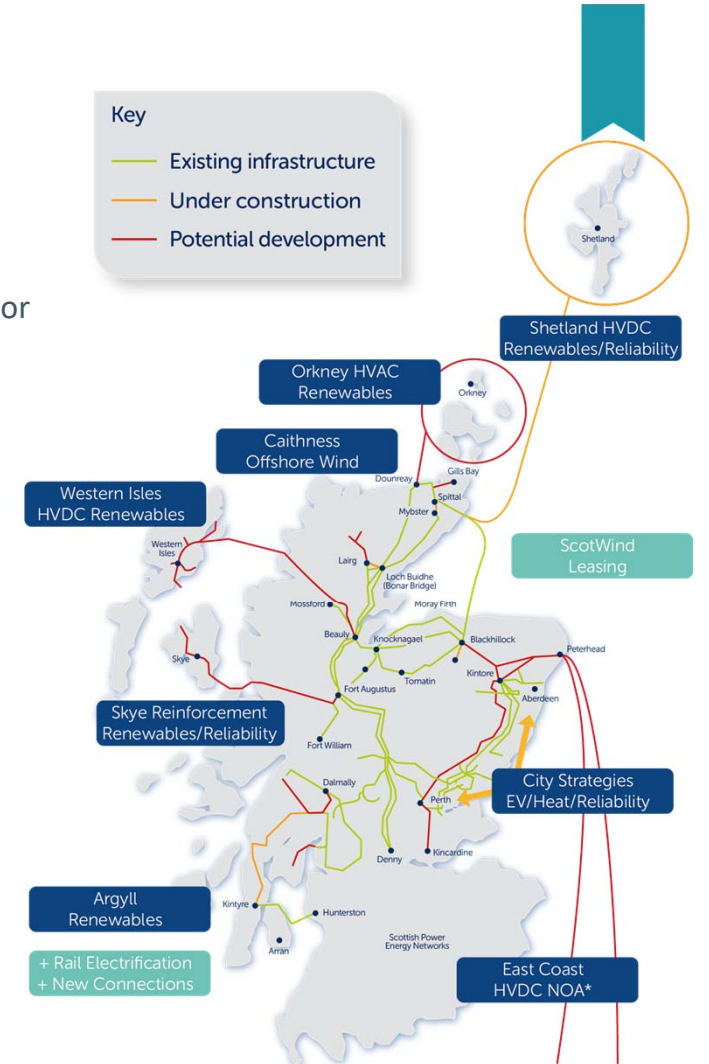 Key
Existing infrastructure
Under construction
Potential development
or
Shetland
Shetland HVDC
Renewables/Reliability
Orkney HVAC
Renewables
Orkney
Caithness
Offshore Wind
Dounreay
Gills Bay
Spittal
Mybster
Western Isles
HVDC Renewables
Western
Isles
ScotWind
Leasing
Lairg
Loch Buidhe
(Bonar Bridge)
Mossford
Moray Firth
Beauly
Knocknagael
Blackhillock
Peterhead
Skye
Tomatin
Kintore
Fort Augustus
Aberdeen
Skye Reinforcement
Renewables/Reliability
Fort William
City Strategies
EV/Heat/Reliability
Dalmally
Perth
Denny
Kincardine
Argyll
Renewables
Kintyre
Hunterston
Arran
Scottish Power
Energy Networks
+ Rail Electrification
+ New Connections
East Coast
HVDC NOA*